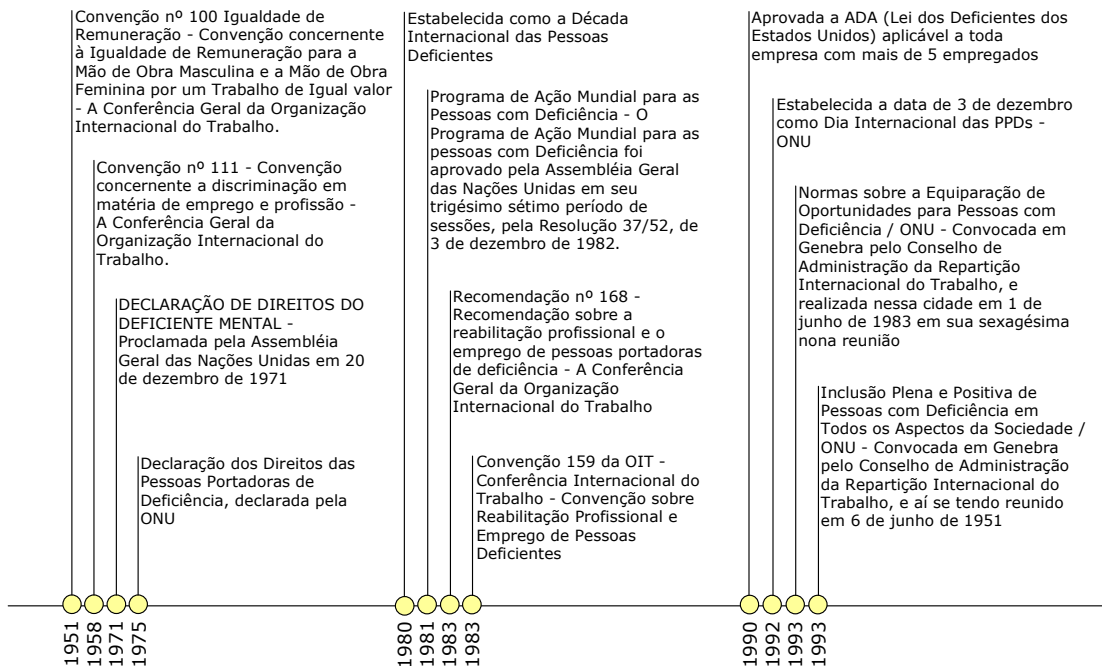 Convenção nº 100 Igualdade de
Remuneração - Convenção concernente
à Igualdade de Remuneração para a
Mão de Obra Masculina e a Mão de Obra
Feminina por um Trabalho de Igual valor
- A Conferência Geral da Organização
Internacional do Trabalho.
Convenção nº 111 - Convenção
concernente a discriminação em
matéria de emprego e profissão -
A Conferência Geral da
Organização Internacional do
Trabalho.
DECLARAÇÃO DE DIREITOS DO
DEFICIENTE MENTAL -
Proclamada pela Assembléia
Geral das Nações Unidas em 20
de dezembro de 1971
Declaração dos Direitos das
Pessoas Portadoras de
Deficiência, declarada pela
ONU
Estabelecida como a Década
Internacional das Pessoas
Deficientes
Programa de Ação Mundial para as
Pessoas com Deficiência - O
Programa de Ação Mundial para as
pessoas com Deficiência foi
aprovado pela Assembléia Geral
das Nações Unidas em seu
trigésimo sétimo período de
sessões, pela Resolução 37/52, de
3 de dezembro de 1982.
Recomendação nº 168 -
Recomendação sobre a
reabilitação profissional e o
emprego de pessoas portadoras
de deficiência - A Conferência
Geral da Organização
Internacional do Trabalho
Convenção 159 da OIT -
Conferência Internacional do
Trabalho - Convenção sobre
Reabilitação Profissional e
Emprego de Pessoas
Deficientes
Aprovada a ADA (Lei dos Deficientes dos
Estados Unidos) aplicável a toda
empresa com mais de 5 empregados
Estabelecida a data de 3 de dezembro
como Dia Internacional das PPDs -
ONU
Normas sobre a Equiparação de
Oportunidades para Pessoas com
Deficiência / ONU - Convocada em
Genebra pelo Conselho de
Administração da Repartição
Internacional do Trabalho, e
realizada nessa cidade em 1 de
junho de 1983 em sua sexagésima
nona reunião
Inclusão Plena e Positiva de
Pessoas com Deficiência em
Todos os Aspectos da Sociedade /
ONU - Convocada em Genebra
pelo Conselho de Administração
da Repartição Internacional do
Trabalho, e aí se tendo reunido
em 6 de junho de 1951
1951
1958
1971
1975
1980
1981
1983
1983
1990
1992
1993
1993